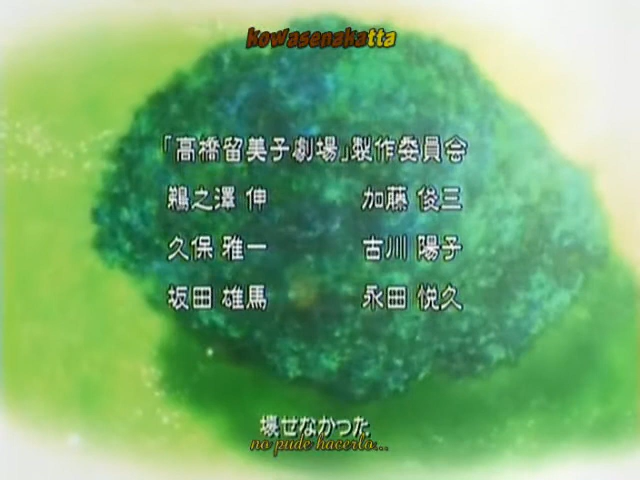 kowasenakatta
「高橋留美子劇場」製作委員会
鵜之澤 伸 加藤 俊三
久保 雅一 古川 陽子
坂田 雄馬 永田 悦久
壊せなかった
no pude hacerlo...